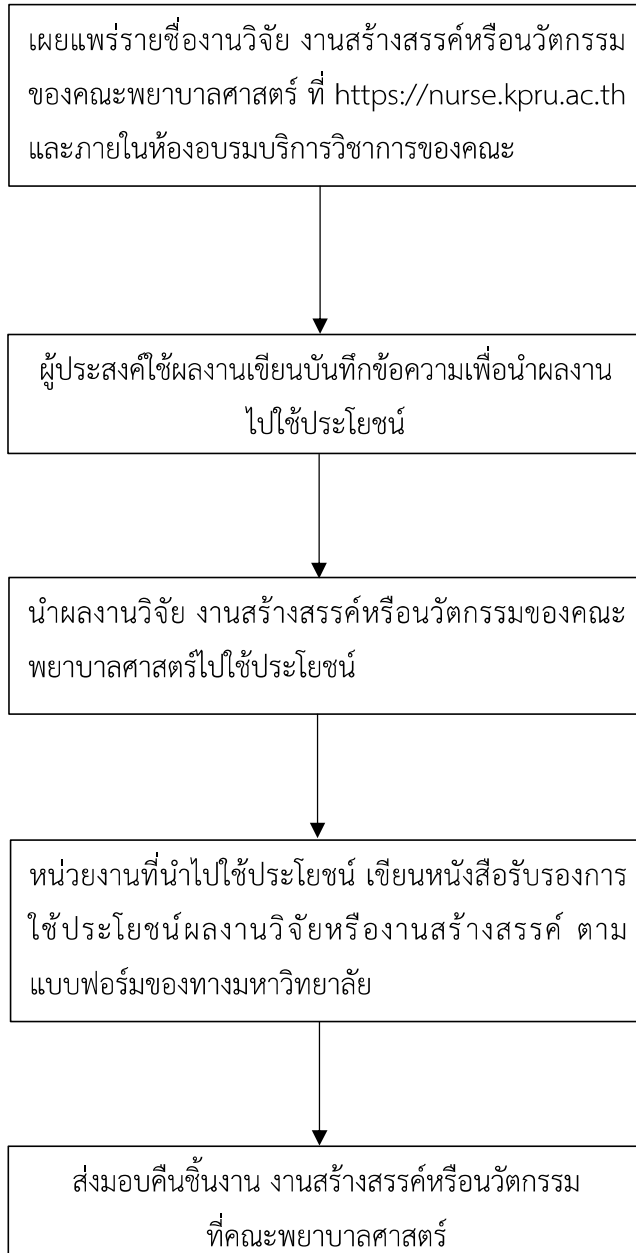 เผยแพร่รายชื่องานวิจัย งานสร้างสรรค์หรือนวัตกรรม
ของคณะพยาบาลศาสตร์ ที่ https://nurse.kpru.ac.th
และภายในห้องอบรมบริการวิชาการของคณะ
ผู้ประสงค์ใช้ผลงานเขียนบันทึกข้อความเพื่อนำผลงาน
ไปใช้ประโยชน์
นำผลงานวิจัย งานสร้างสรรค์หรือนวัตกรรมของคณะ
พยาบาลศาสตร์ไปใช้ประโยชน์
หน่วยงานที่นำไปใช้ประโยชน์ เขียนหนังสือรับรองการ
ใช้ประโยชน์ผลงานวิจัยหรืองานสร้างสรรค์ ตาม
แบบฟอร์มของทางมหาวิทยาลัย
ส่งมอบคืนชิ้นงาน งานสร้างสรรค์หรือนวัตกรรม
ที่คณะพยาบาลศาสตร์